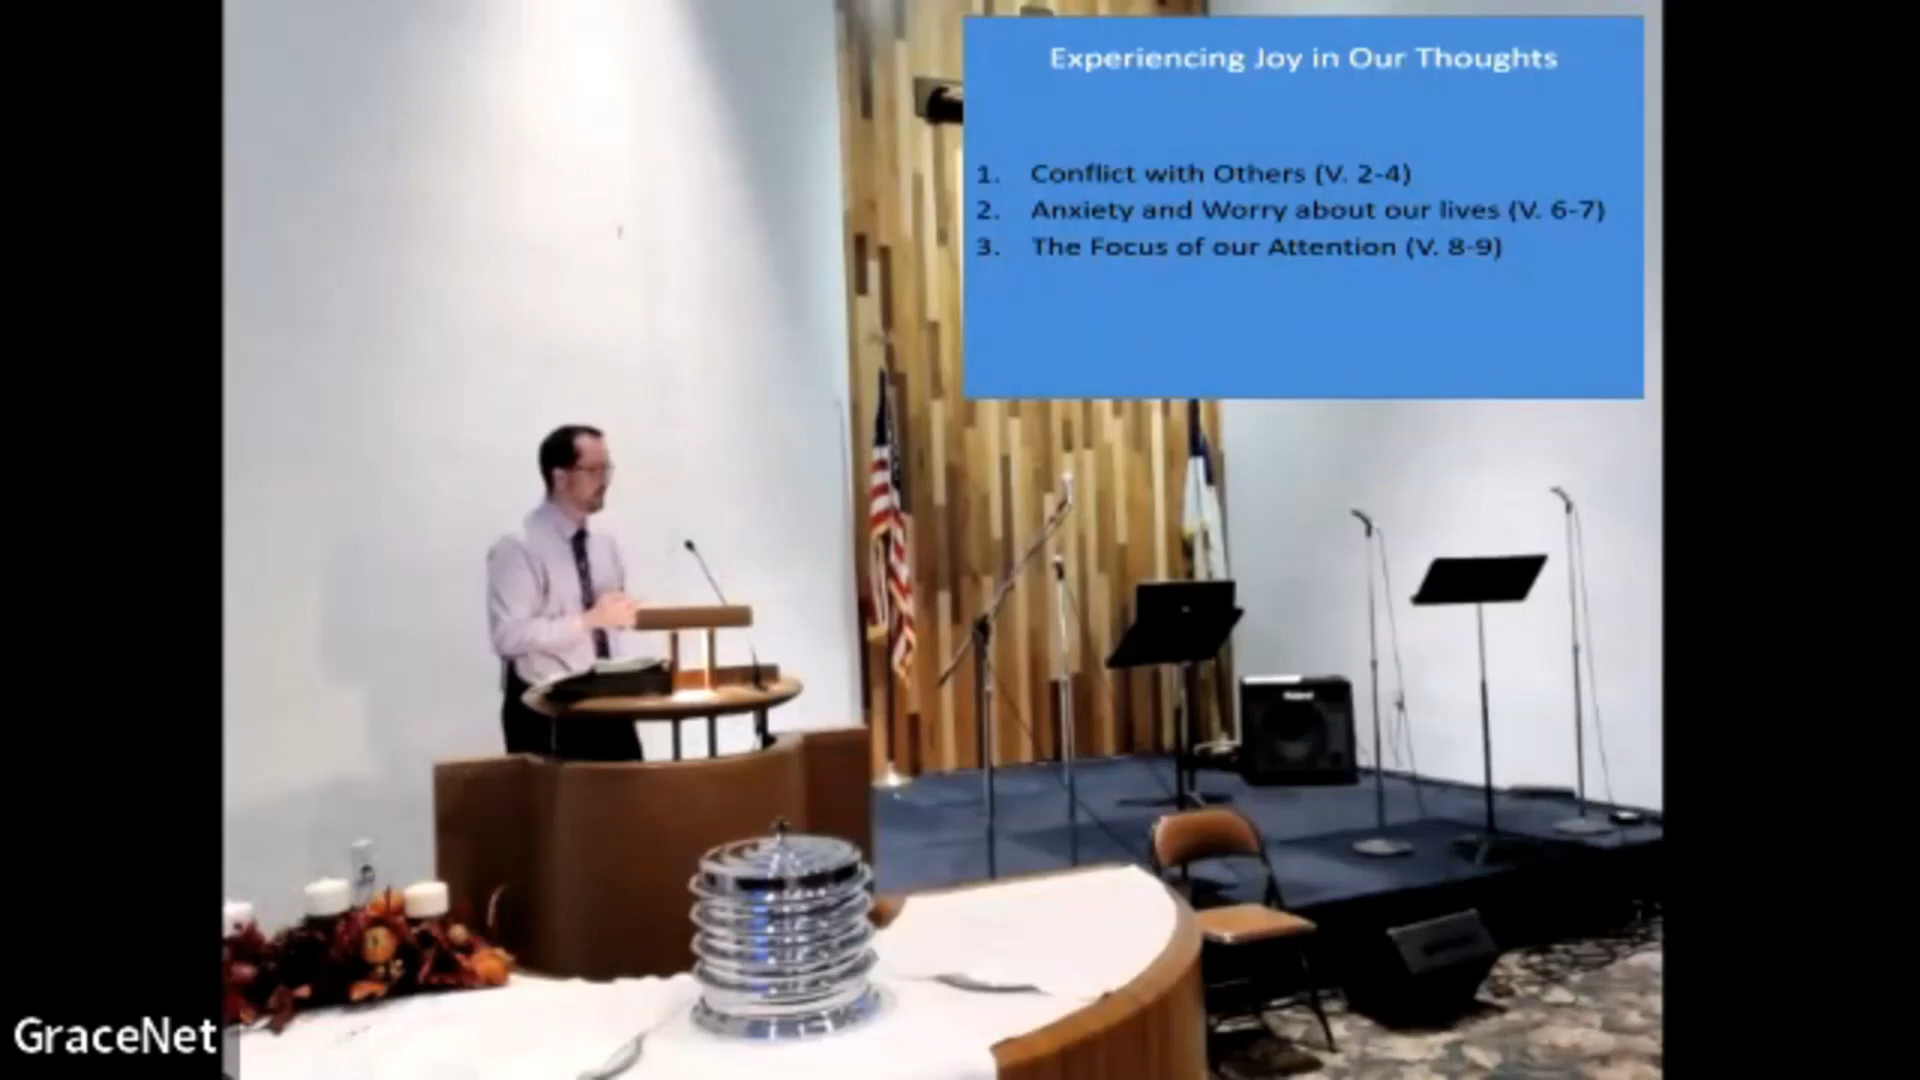 Experiencing Joy in Our Thoughts
1. Conflict with Others (V. 2-4)
2. Anxiety and Worry about our lives (V. 6-7)
3. The Focus of our Attention (V. 8-9)
Roland
GraceNet